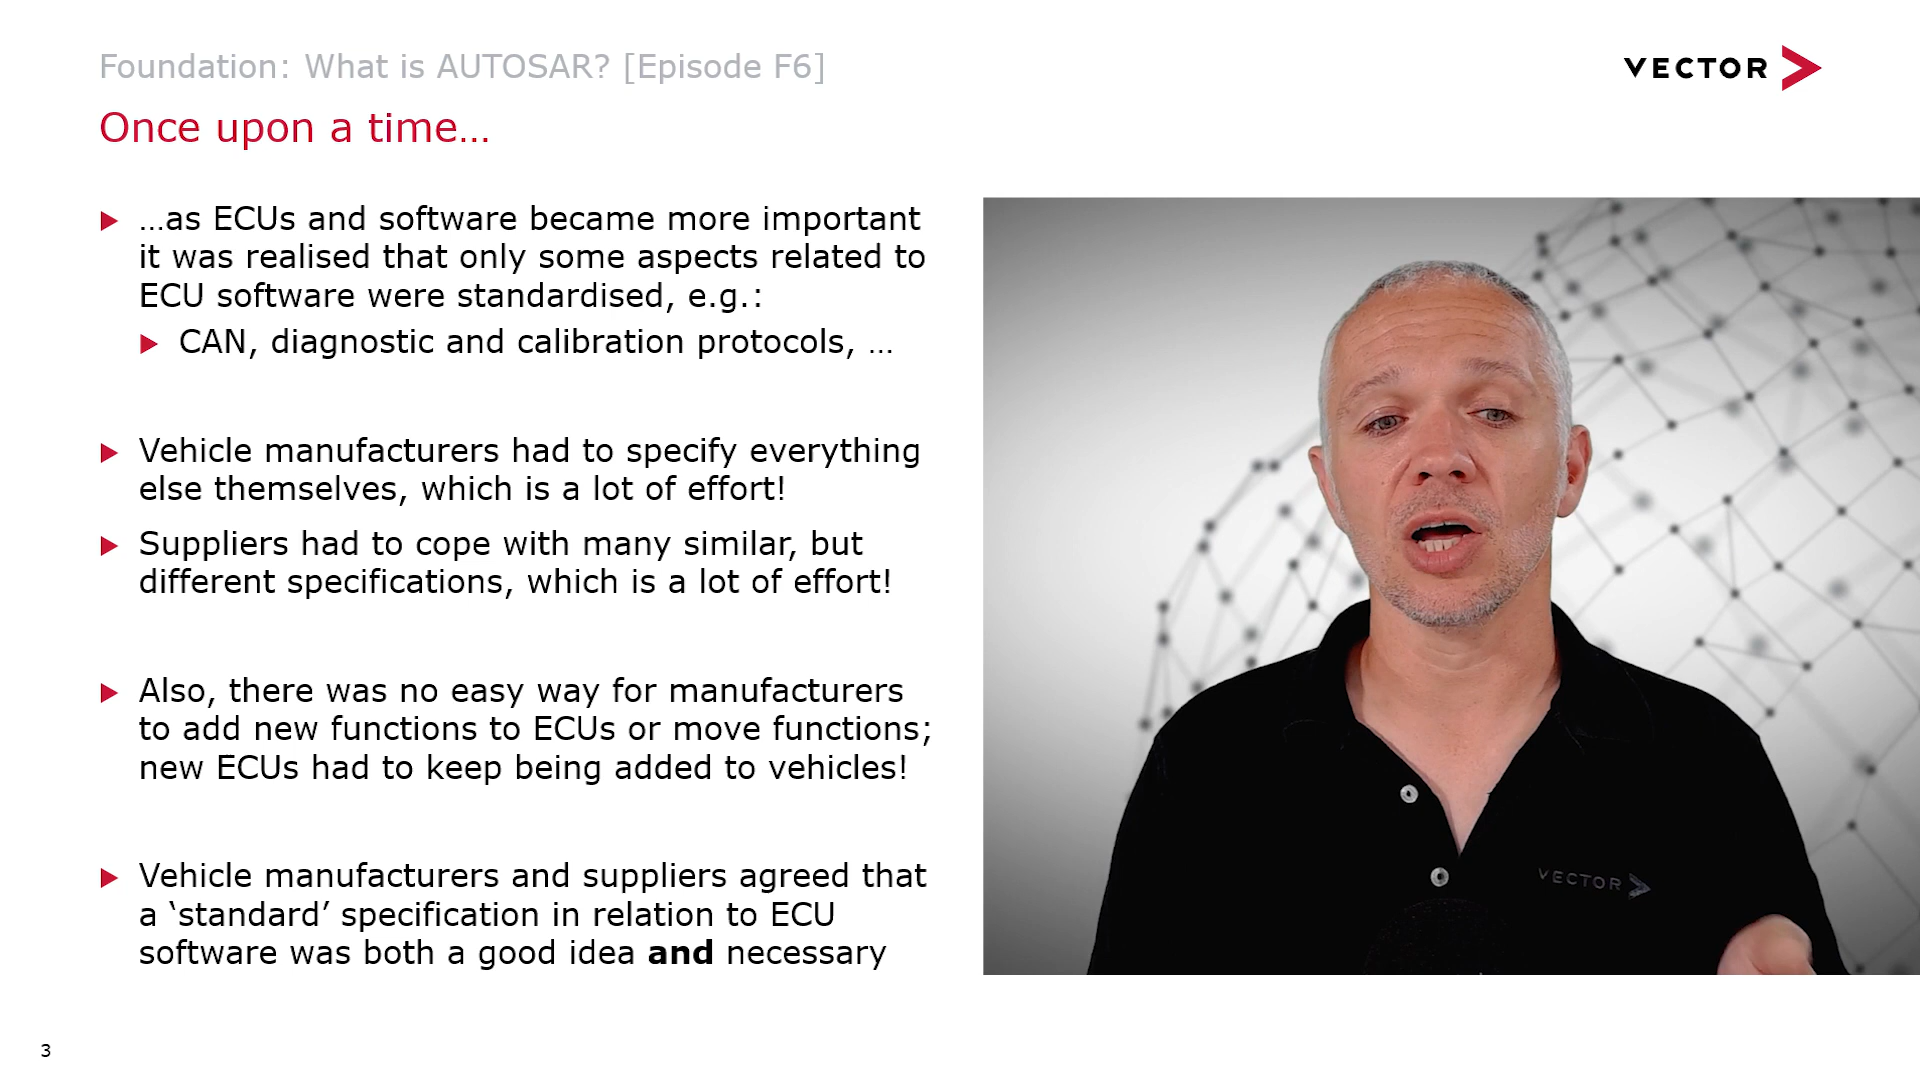 Foundation: What is AUTOSAR? [Episode F6]
VECTOR
Once upon a time...
...as ECUs and software became more important
it was realised that only some aspects related to
ECU software were standardised, e.g.:
CAN, diagnostic and calibration protocols, ...
Vehicle manufacturers had to specify everything
else themselves, which is a lot of effort!
Suppliers had to cope with many similar, but
different specifications, which is a lot of effort!
Also, there was no easy way for manufacturers
to add new functions to ECUs or move functions;
new ECUs had to keep being added to vehicles!
Vehicle manufacturers and suppliers agreed that
a ‘standard’ specification in relation to ECU
software was both a good idea and necessary
VECTOR
3